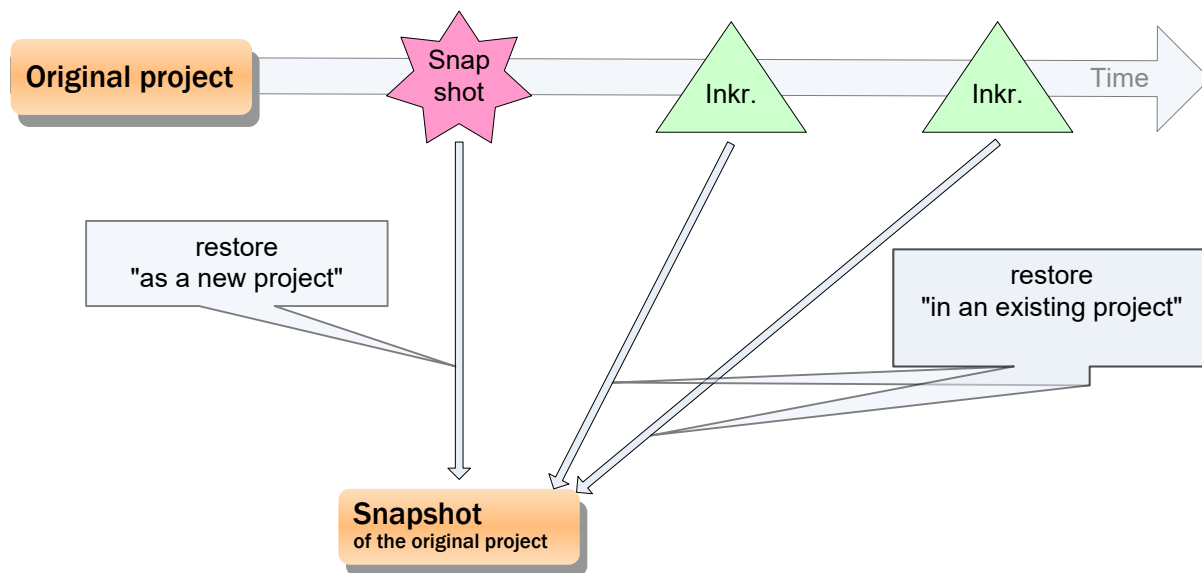 Original project
Snap
shot
Inkr.
Inkr.
Time
restore
"as a new project"
restore
"in an existing project"
Snapshot
of the original project